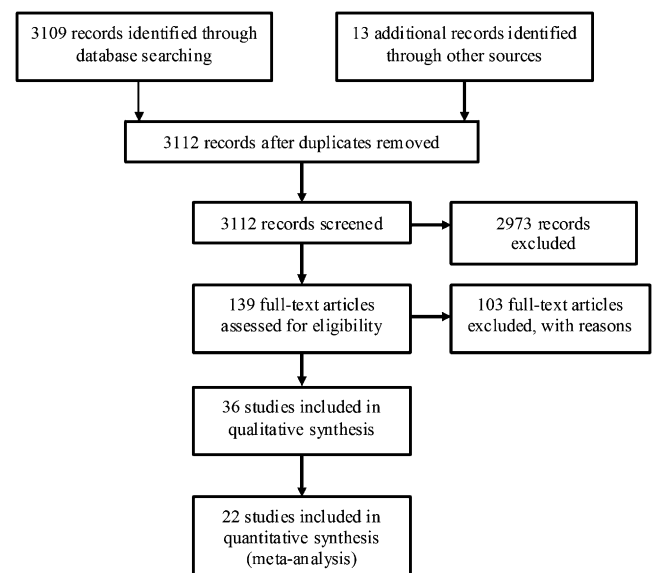 3109 records identified through
database searching
13 additional records identified
through other sources
3112 records after duplicates removed
3112 records screened
2973 records
excluded
139 full-text articles
assessed for eligibility
103 full-text articles
excluded, with reasons
36 studies included in
qualitative synthesis
22 studies included in
quantitative synthesis
(meta-analysis)